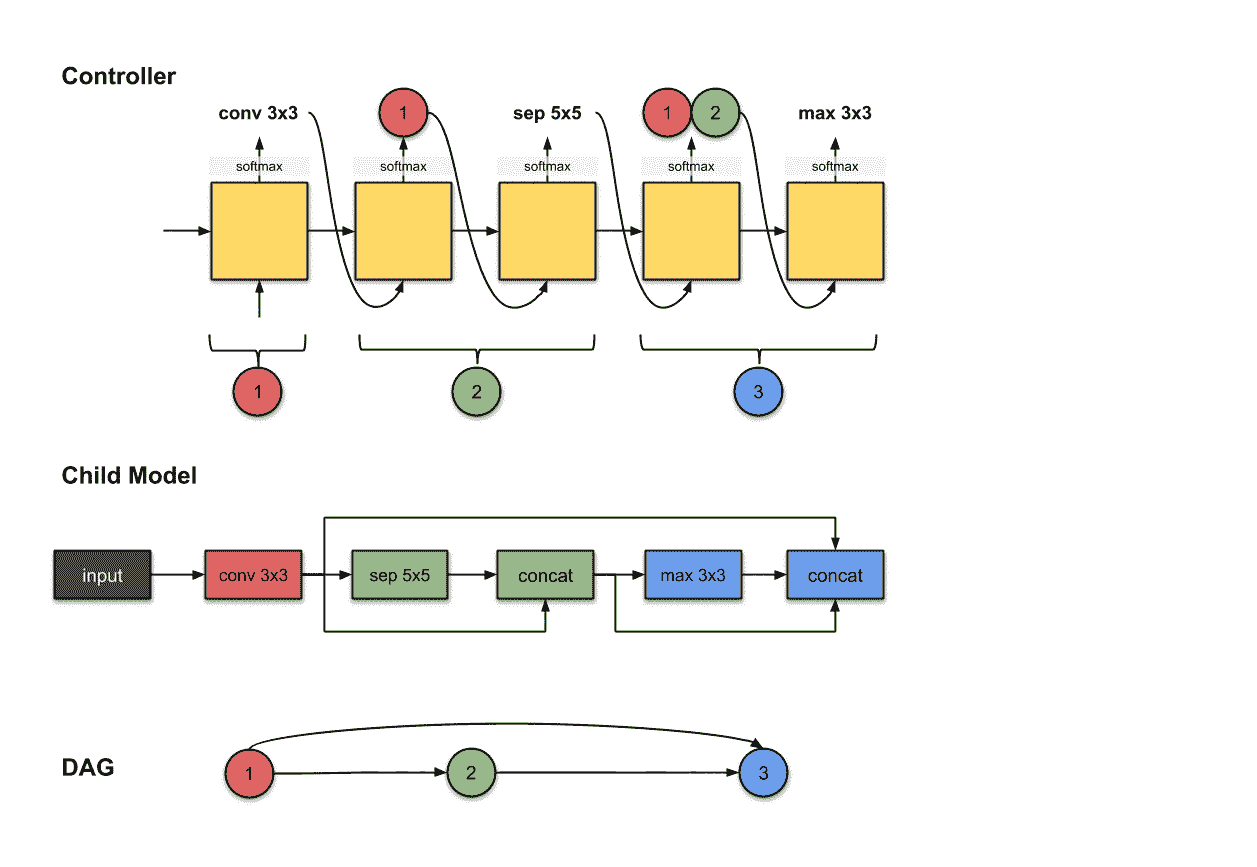 Controller
conv 3x3 1 sep 5x5 1 2 max 3x3
softmax softmax softmax softmax softmax
1 2 3
Child Model
input conv 3x3 sep 5x5 concat max 3x3 concat
DAG 1 2 3